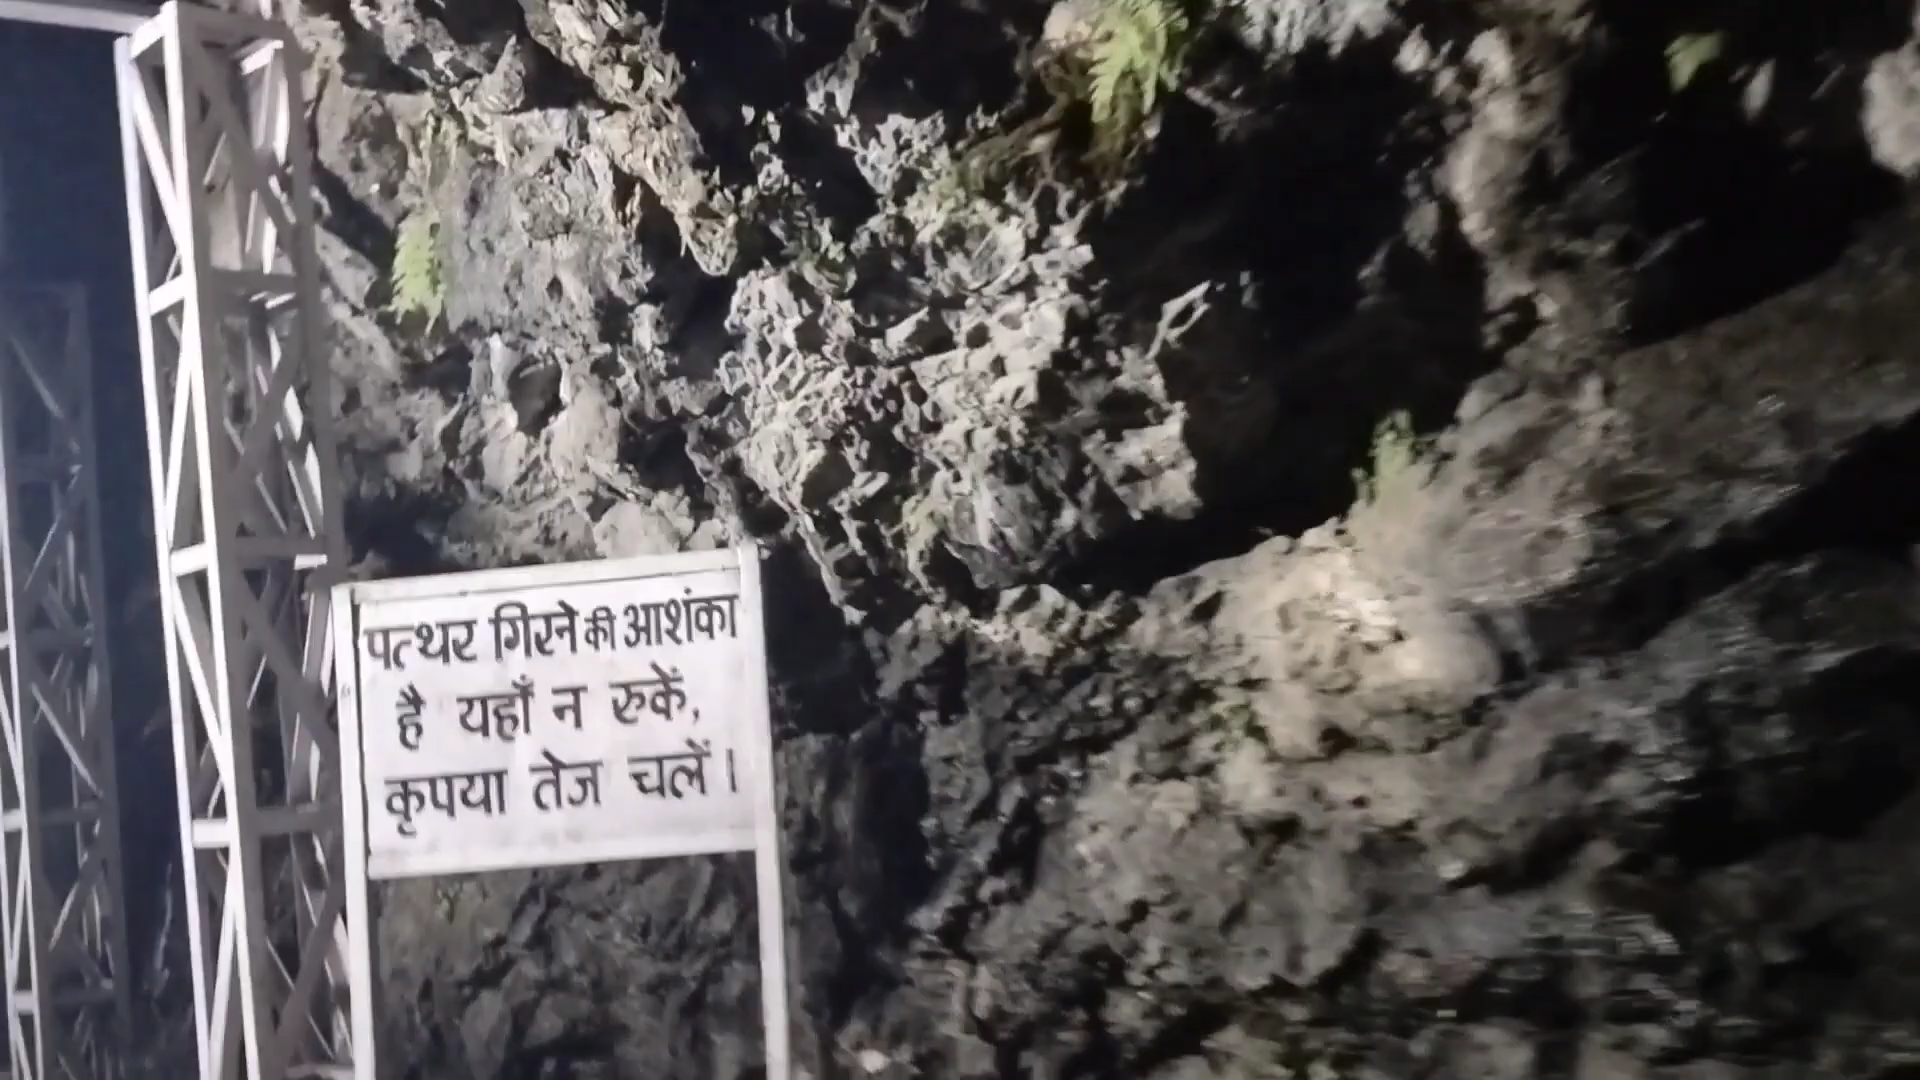 पत्थर गिरने की आशंका
है यहाँ न रुकें,
कृपया तेज चलें।